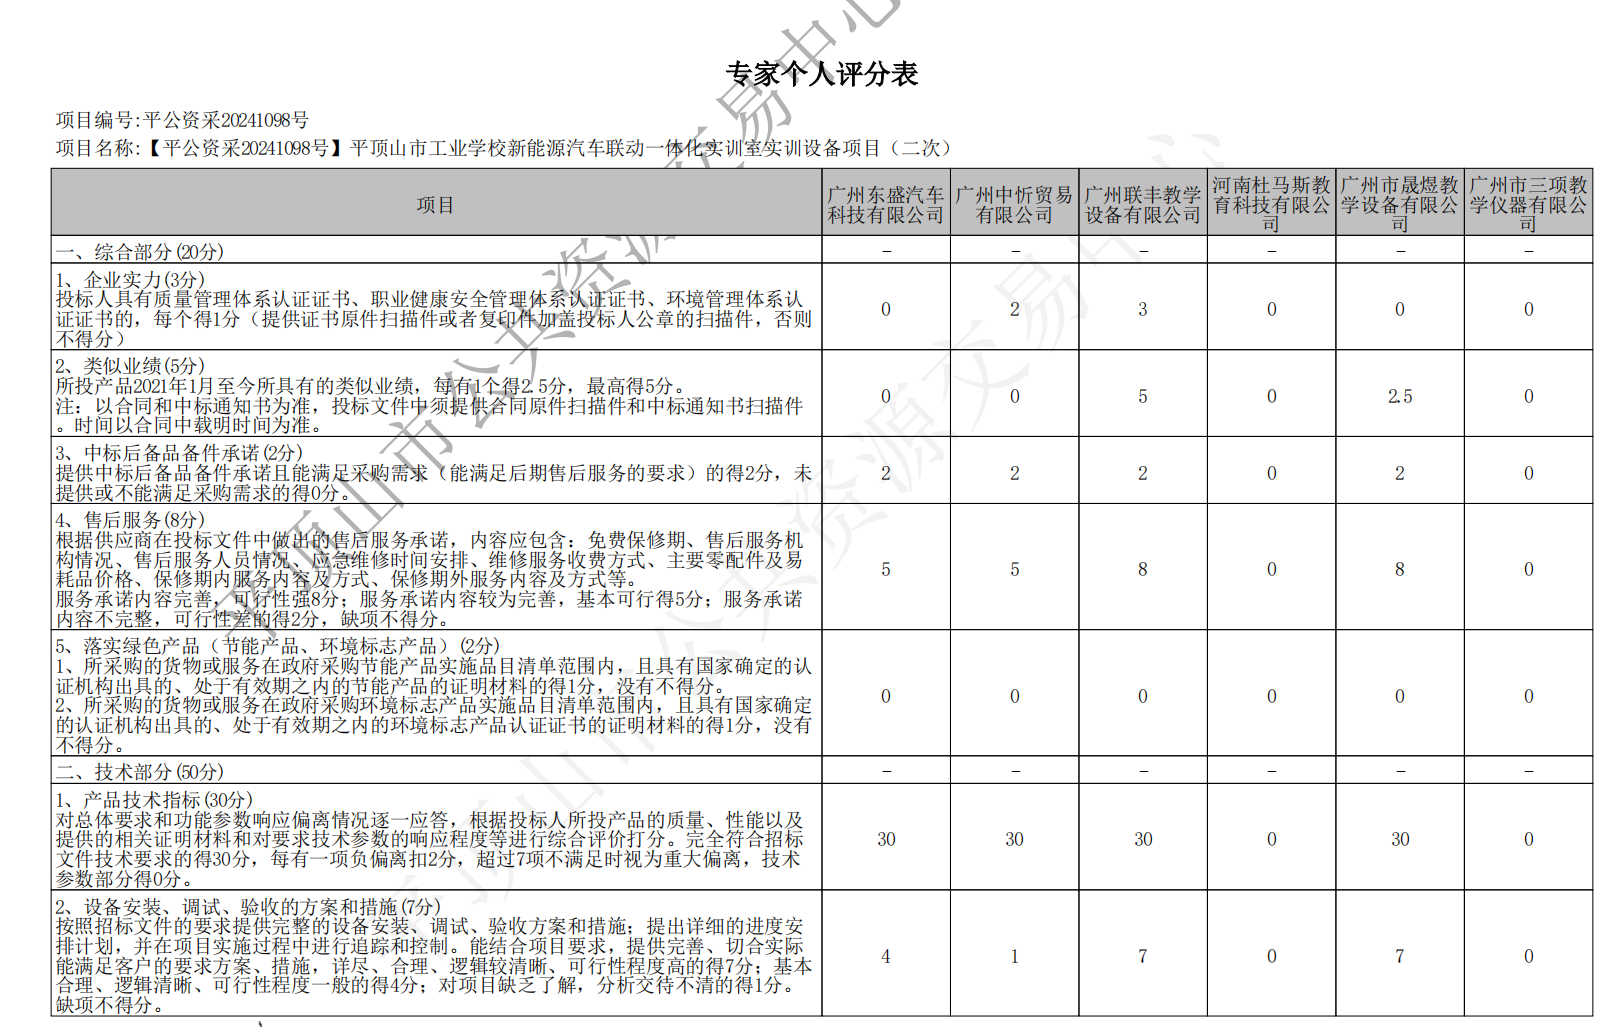 专家个人评分表
项目编号:平公资采20241098号
项目名称:【平公资采20241098号】平顶山市工业学校新能源汽车联动一体化实训室实训设备项目（二次）
项目
广州东盛汽车
科技有限公司
广州中忻贸易
有限公司
广州联丰教学
设备有限公司
河南杜马斯教
育科技有限公
司
广州市晟煜教
学设备有限公
司
广州市三项教
学仪器有限公
司
一、综合部分(20分)
- - - - - -
1、企业实力(3分)
投标人具有质量管理体系认证证书、职业健康安全管理体系认证证书、环境管理体系认
证证书的，每个得1分（提供证书原件扫描件或者复印件加盖投标人公章的扫描件，否则
不得分）
0 2 3 0 0 0
2、类似业绩(5分)
所投产品2021年1月至今所具有的类似业绩，每有1个得2.5分，最高得5分。
注：以合同和中标通知书为准，投标文件中须提供合同原件扫描件和中标通知书扫描件
。时间以合同中载明时间为准。
0 0 5 0 2.5 0
3、中标后备品备件承诺(2分)
提供中标后备品备件承诺且能满足采购需求（能满足后期售后服务的要求）的得2分，未
提供或不能满足采购需求的得0分。
2 2 2 0 2 0
4、售后服务(8分)
根据供应商在投标文件中做出的售后服务承诺，内容应包含：免费保修期、售后服务机
构情况、售后服务人员情况、应急维修时间安排、维修服务收费方式、主要零配件及易
耗品价格、保修期内服务内容及方式、保修期外服务内容及方式等。
服务承诺内容完善，可行性强8分；服务承诺内容较为完善，基本可行得5分；服务承诺
内容不完整，可行性差的得2分，缺项不得分。
5 5 8 0 8 0
5、落实绿色产品（节能产品、环境标志产品）(2分)
1、所采购的货物或服务在政府采购节能产品实施品目清单范围内，且具有国家确定的认
证机构出具的、处于有效期之内的节能产品的证明材料的得1分，没有不得分。
2、所采购的货物或服务在政府采购环境标志产品实施品目清单范围内，且具有国家确定
的认证机构出具的、处于有效期之内的环境标志产品认证证书的证明材料的得1分，没有
不得分。
0 0 0 0 0 0
二、技术部分(50分)
- - - - - -
1、产品技术指标(30分)
对总体要求和功能参数响应偏离情况逐一应答，根据投标人所投产品的质量、性能以及
提供的相关证明材料和对要求技术参数的响应程度等进行综合评价打分。完全符合招标
文件技术要求的得30分，每有一项负偏离扣2分，超过7项不满足时视为重大偏离，技术
参数部分得0分。
30 30 30 0 30 0
2、设备安装、调试、验收的方案和措施(7分)
按照招标文件的要求提供完整的设备安装、调试、验收方案和措施；提出详细的进度安
排计划，并在项目实施过程中进行追踪和控制。能结合项目要求，提供完善、切合实际
能满足客户的要求方案、措施，详尽、合理、逻辑较清晰、可行性程度高的得7分；基本
合理、逻辑清晰、可行性程度一般的得4分；对项目缺乏了解，分析交待不清的得1分。
缺项不得分。
4 1 7 0 7 0
平顶山市公共资源交易中心
平顶山市公共资源交易中心